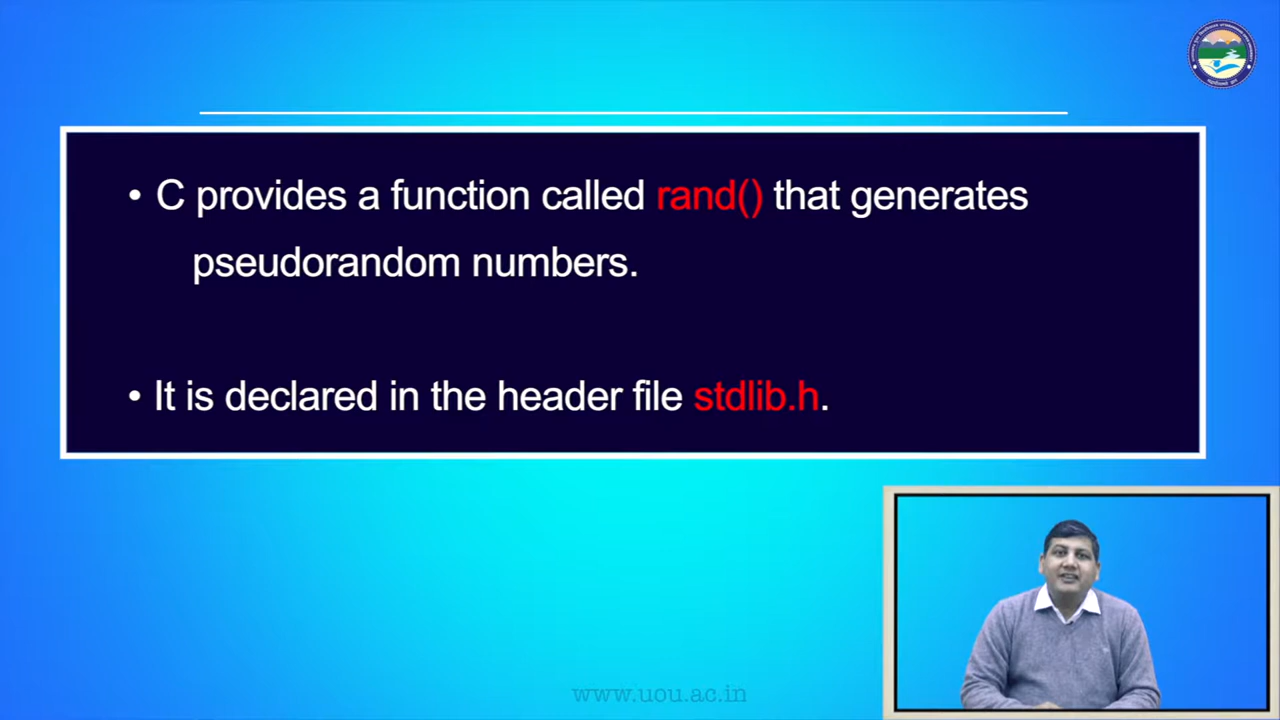 • C provides a function called rand() that generates
pseudorandom numbers.
• It is declared in the header file stdlib.h.
www.uou.ac.in